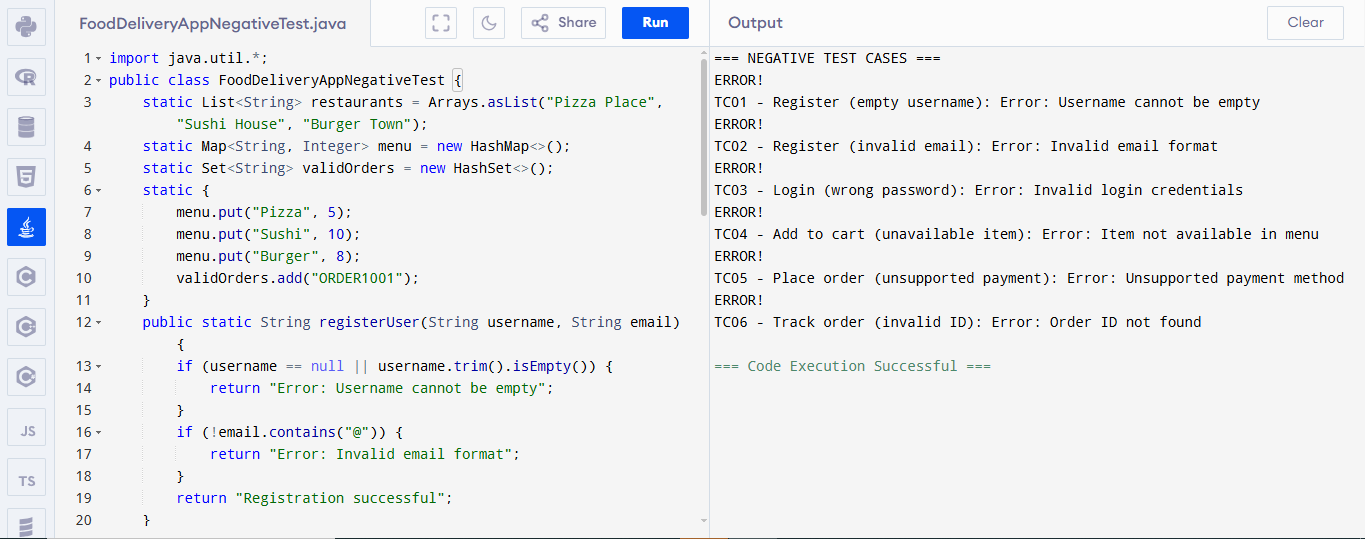 FoodDeliveryAppNegativeTest.java
Share
Run
Output
Clear
JS
TS
1 import java.util.*;
2 public class FoodDeliveryAppNegativeTest {
3 static List<String> restaurants = Arrays.asList("Pizza Place",
"Sushi House", "Burger Town");
4 static Map<String, Integer> menu = new HashMap<>();
5 static Set<String> validOrders = new HashSet<>();
6 static {
7 menu.put("Pizza", 5);
8 menu.put("Sushi", 10);
9 menu.put("Burger", 8);
10 validOrders.add("ORDER1001");
11 }
12 public static String registerUser(String username, String email)
{
13 if (username == null || username.trim().isEmpty()) {
14 return "Error: Username cannot be empty";
15 }
16 if (!email.contains("@")) {
17 return "Error: Invalid email format";
18 }
19 return "Registration successful";
20 }
=== NEGATIVE TEST CASES ===
ERROR!
TC01 - Register (empty username): Error: Username cannot be empty
ERROR!
TC02 - Register (invalid email): Error: Invalid email format
ERROR!
TC03 - Login (wrong password): Error: Invalid login credentials
ERROR!
TC04 - Add to cart (unavailable item): Error: Item not available in menu
ERROR!
TC05 - Place order (unsupported payment): Error: Unsupported payment method
ERROR!
TC06 - Track order (invalid ID): Error: Order ID not found
=== Code Execution Successful ===